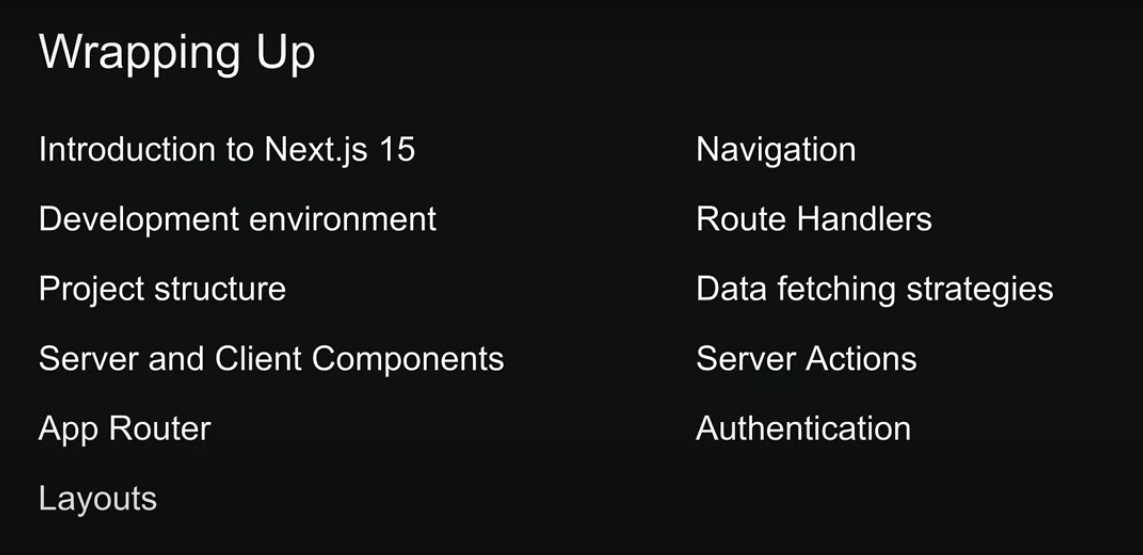 Wrapping Up
Introduction to Next.js 15
Development environment
Project structure
Server and Client Components
App Router
Layouts
Navigation
Route Handlers
Data fetching strategies
Server Actions
Authentication